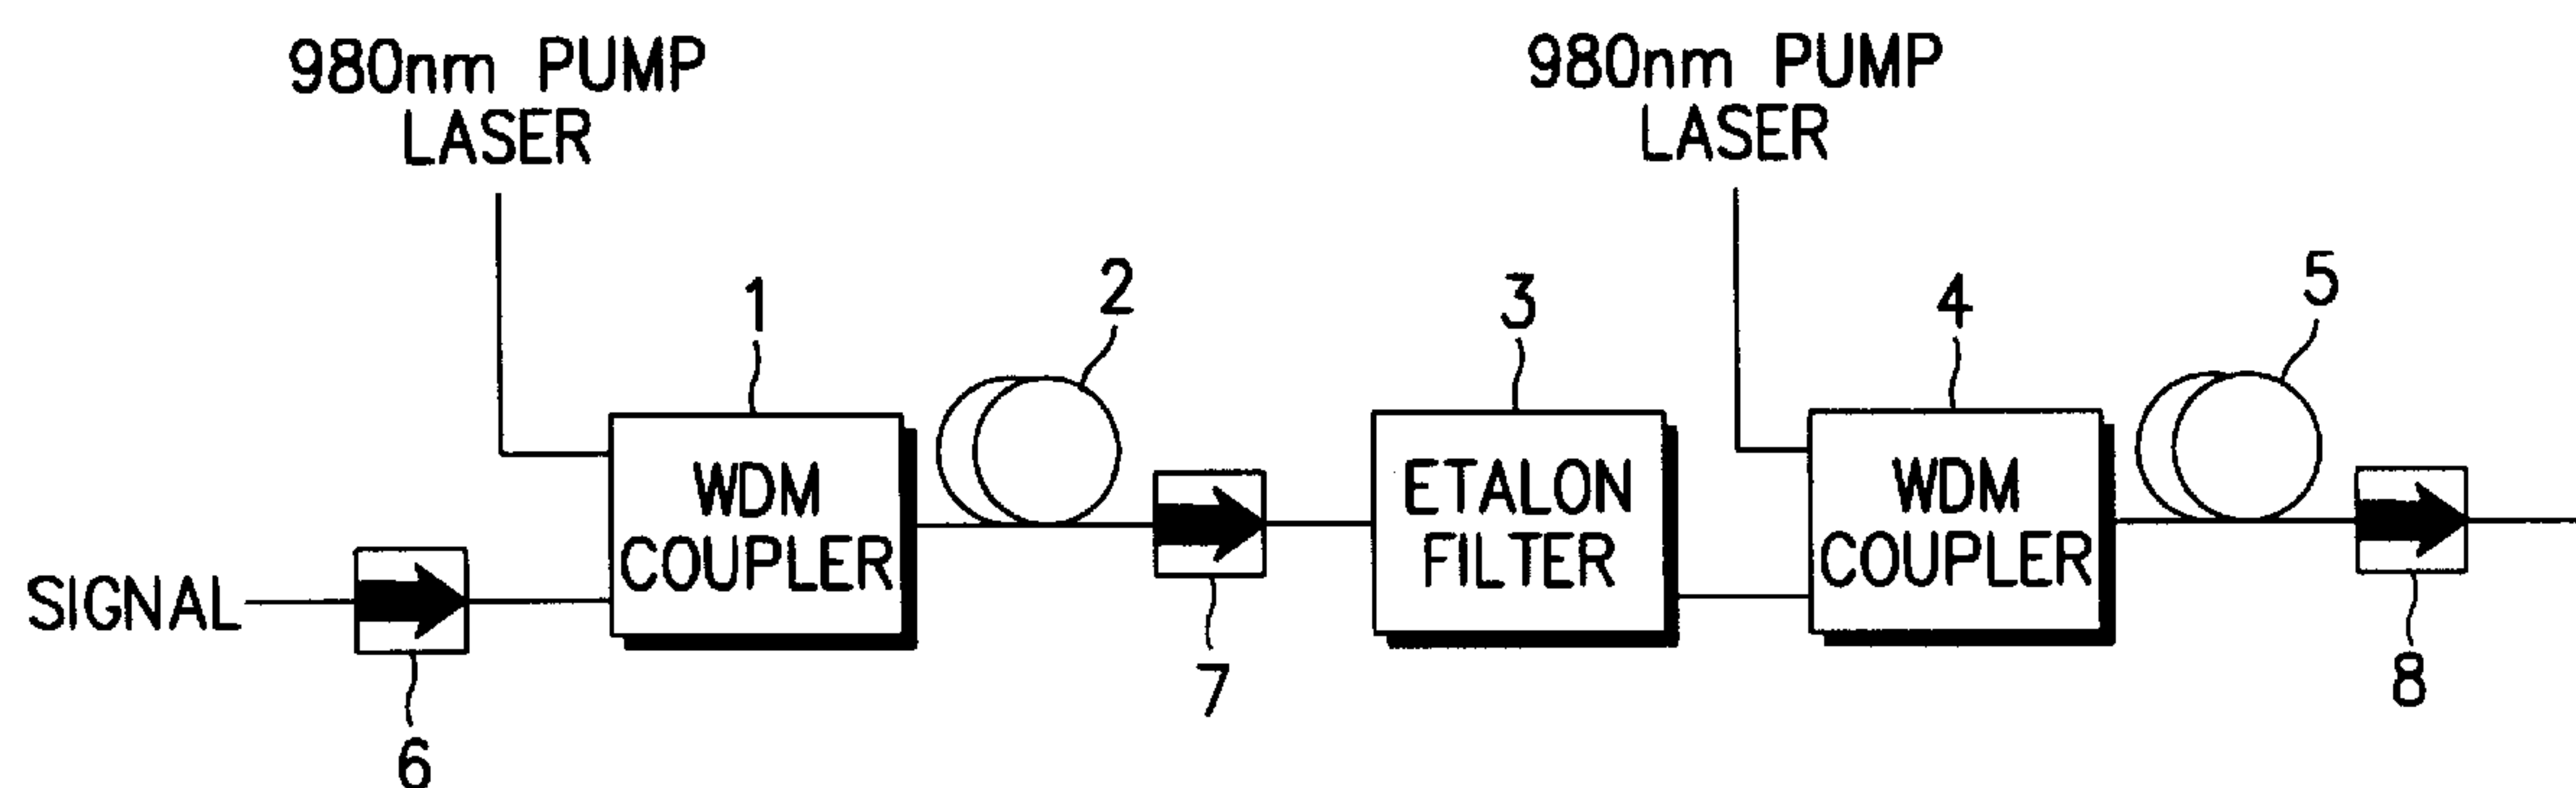 980nm PUMP
LASER
980nm PUMP
LASER
1
2
3
4
5
WDM
COUPLER
ETALON
FILTER
WDM
COUPLER
SIGNAL
6
7
8